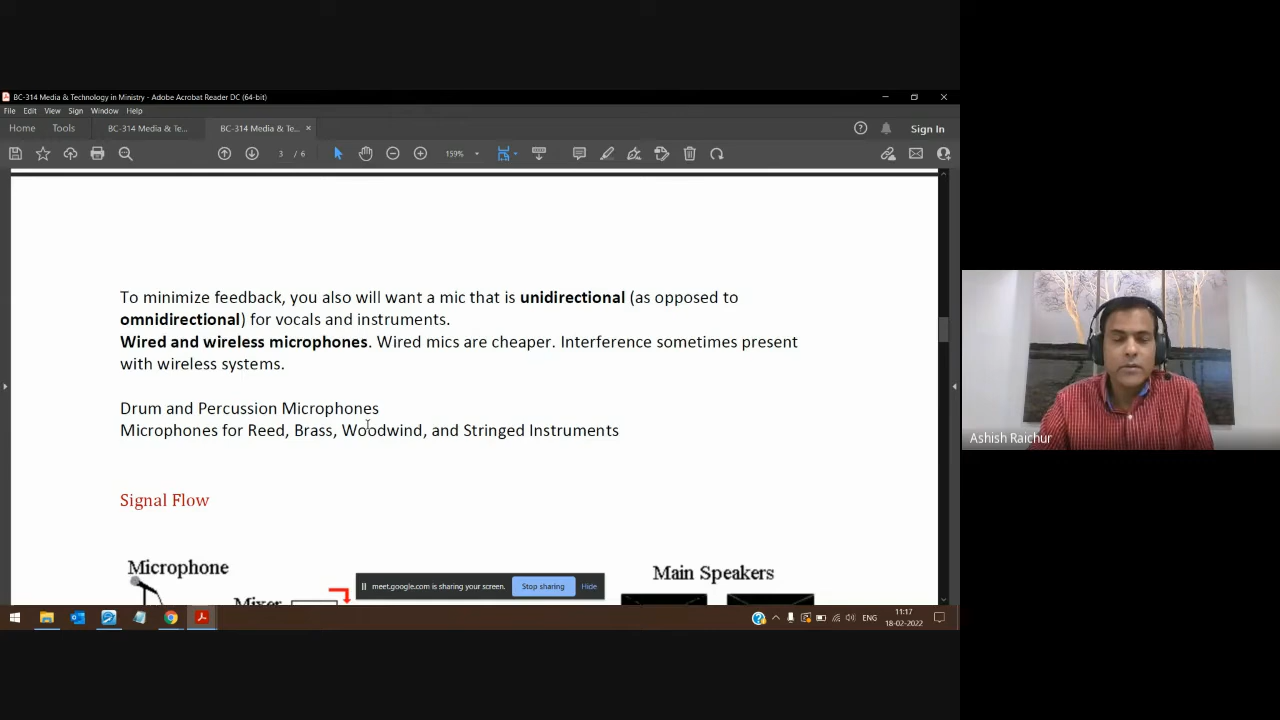 BC-314 Media & Technology in Ministry - Adobe Acrobat Reader DC (64-bit)
File Edit View Sign Window Help
Home Tools BC-314 Media & Te... BC-314 Media & Te... × Sign In
3 / 6 159%
To minimize feedback, you also will want a mic that is unidirectional (as opposed to
omnidirectional) for vocals and instruments.
Wired and wireless microphones. Wired mics are cheaper. Interference sometimes present
with wireless systems.
Drum and Percussion Microphones
Microphones for Reed, Brass, Woodwind, and Stringed Instruments
Signal Flow
Microphone
Main Speakers
Mixer
meet.google.com is sharing your screen. Stop sharing Hide
Ashish Raichur
ENG
11:17
18-02-2022